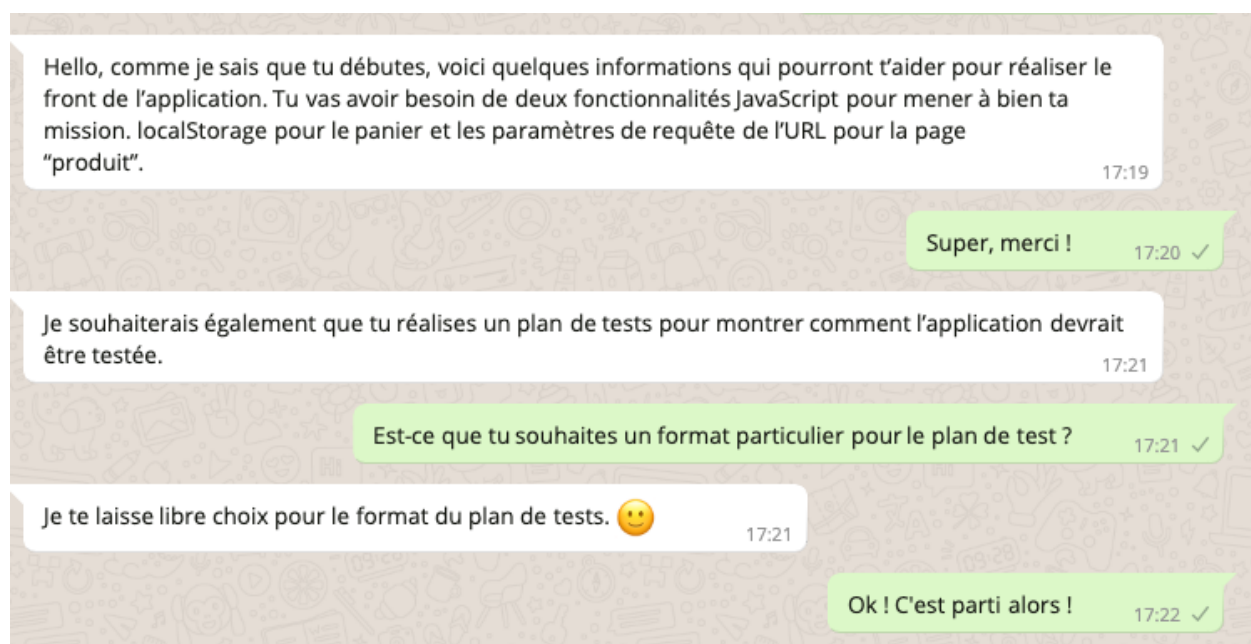 Hello, comme je sais que tu débutes, voici quelques informations qui pourront t'aider pour réaliser le
front de l'application. Tu vas avoir besoin de deux fonctionnalités JavaScript pour mener à bien ta
mission. localStorage pour le panier et les paramètres de requête de l'URL pour la page
“produit”.
17:19
Super, merci !
17:20
Je souhaiterais également que tu réalises un plan de tests pour montrer comment l'application devrait
être testée.
17:21
Est-ce que tu souhaites un format particulier pour le plan de test ?
17:21
Je te laisse libre choix pour le format du plan de tests. 🙂
17:21
Ok ! C'est parti alors !
17:22